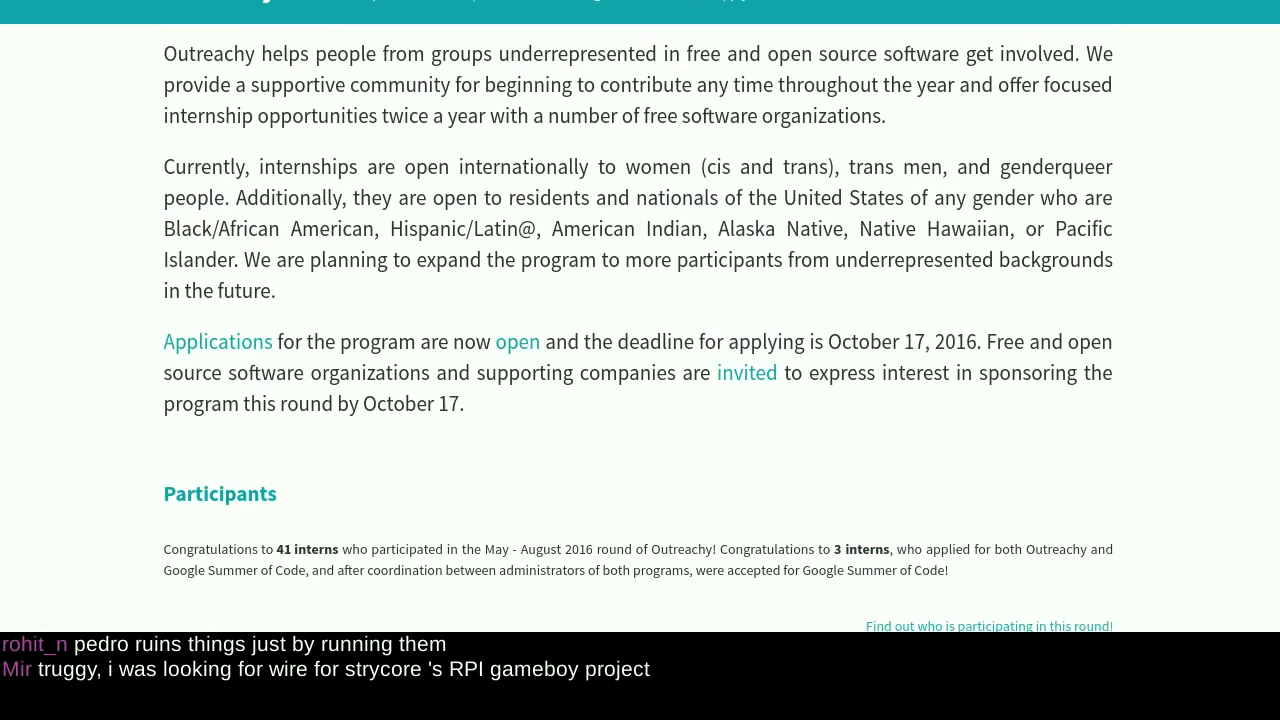 Outreachy helps people from groups underrepresented in free and open source software get involved. We
provide a supportive community for beginning to contribute any time throughout the year and offer focused
internship opportunities twice a year with a number of free software organizations.
Currently, internships are open internationally to women (cis and trans), trans men, and genderqueer
people. Additionally, they are open to residents and nationals of the United States of any gender who are
Black/African American, Hispanic/Latin@, American Indian, Alaska Native, Native Hawaiian, or Pacific
Islander. We are planning to expand the program to more participants from underrepresented backgrounds
in the future.
Applications for the program are now open and the deadline for applying is October 17, 2016. Free and open
source software organizations and supporting companies are invited to express interest in sponsoring the
program this round by October 17.
Participants
Congratulations to 41 interns who participated in the May - August 2016 round of Outreachy! Congratulations to 3 interns, who applied for both Outreachy and
Google Summer of Code, and after coordination between administrators of both programs, were accepted for Google Summer of Code!
Find out who is participating in this round!
rohit_n pedro ruins things just by running them
Mir truggy, i was looking for wire for strycore 's RPI gameboy project